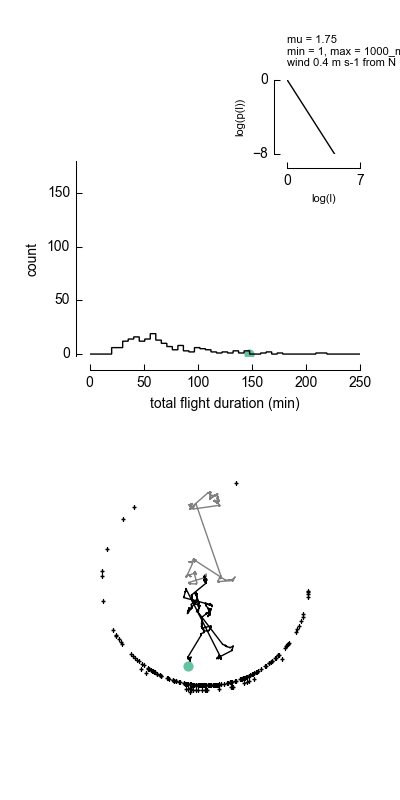 mu = 1.75
min = 1, max = 1000_m
wind 0.4 m s-1 from N
0
log(p(l))
−8
0 7
log(l)
150
100
50
0
count
0 50 100 150 200 250
total flight duration (min)